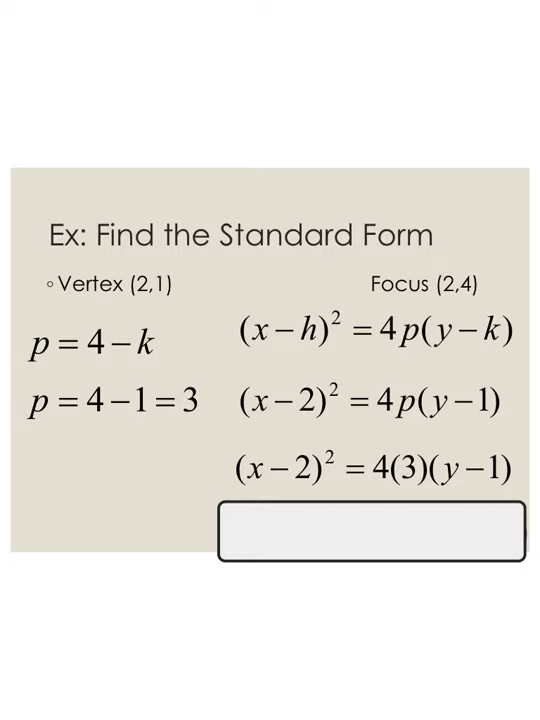 Ex: Find the Standard Form
◦ Vertex (2,1) Focus (2,4)
p = 4 − k
(x − h)² = 4p(y − k)
p = 4 − 1 = 3
(x − 2)² = 4p(y − 1)
(x − 2)² = 4(3)(y − 1)